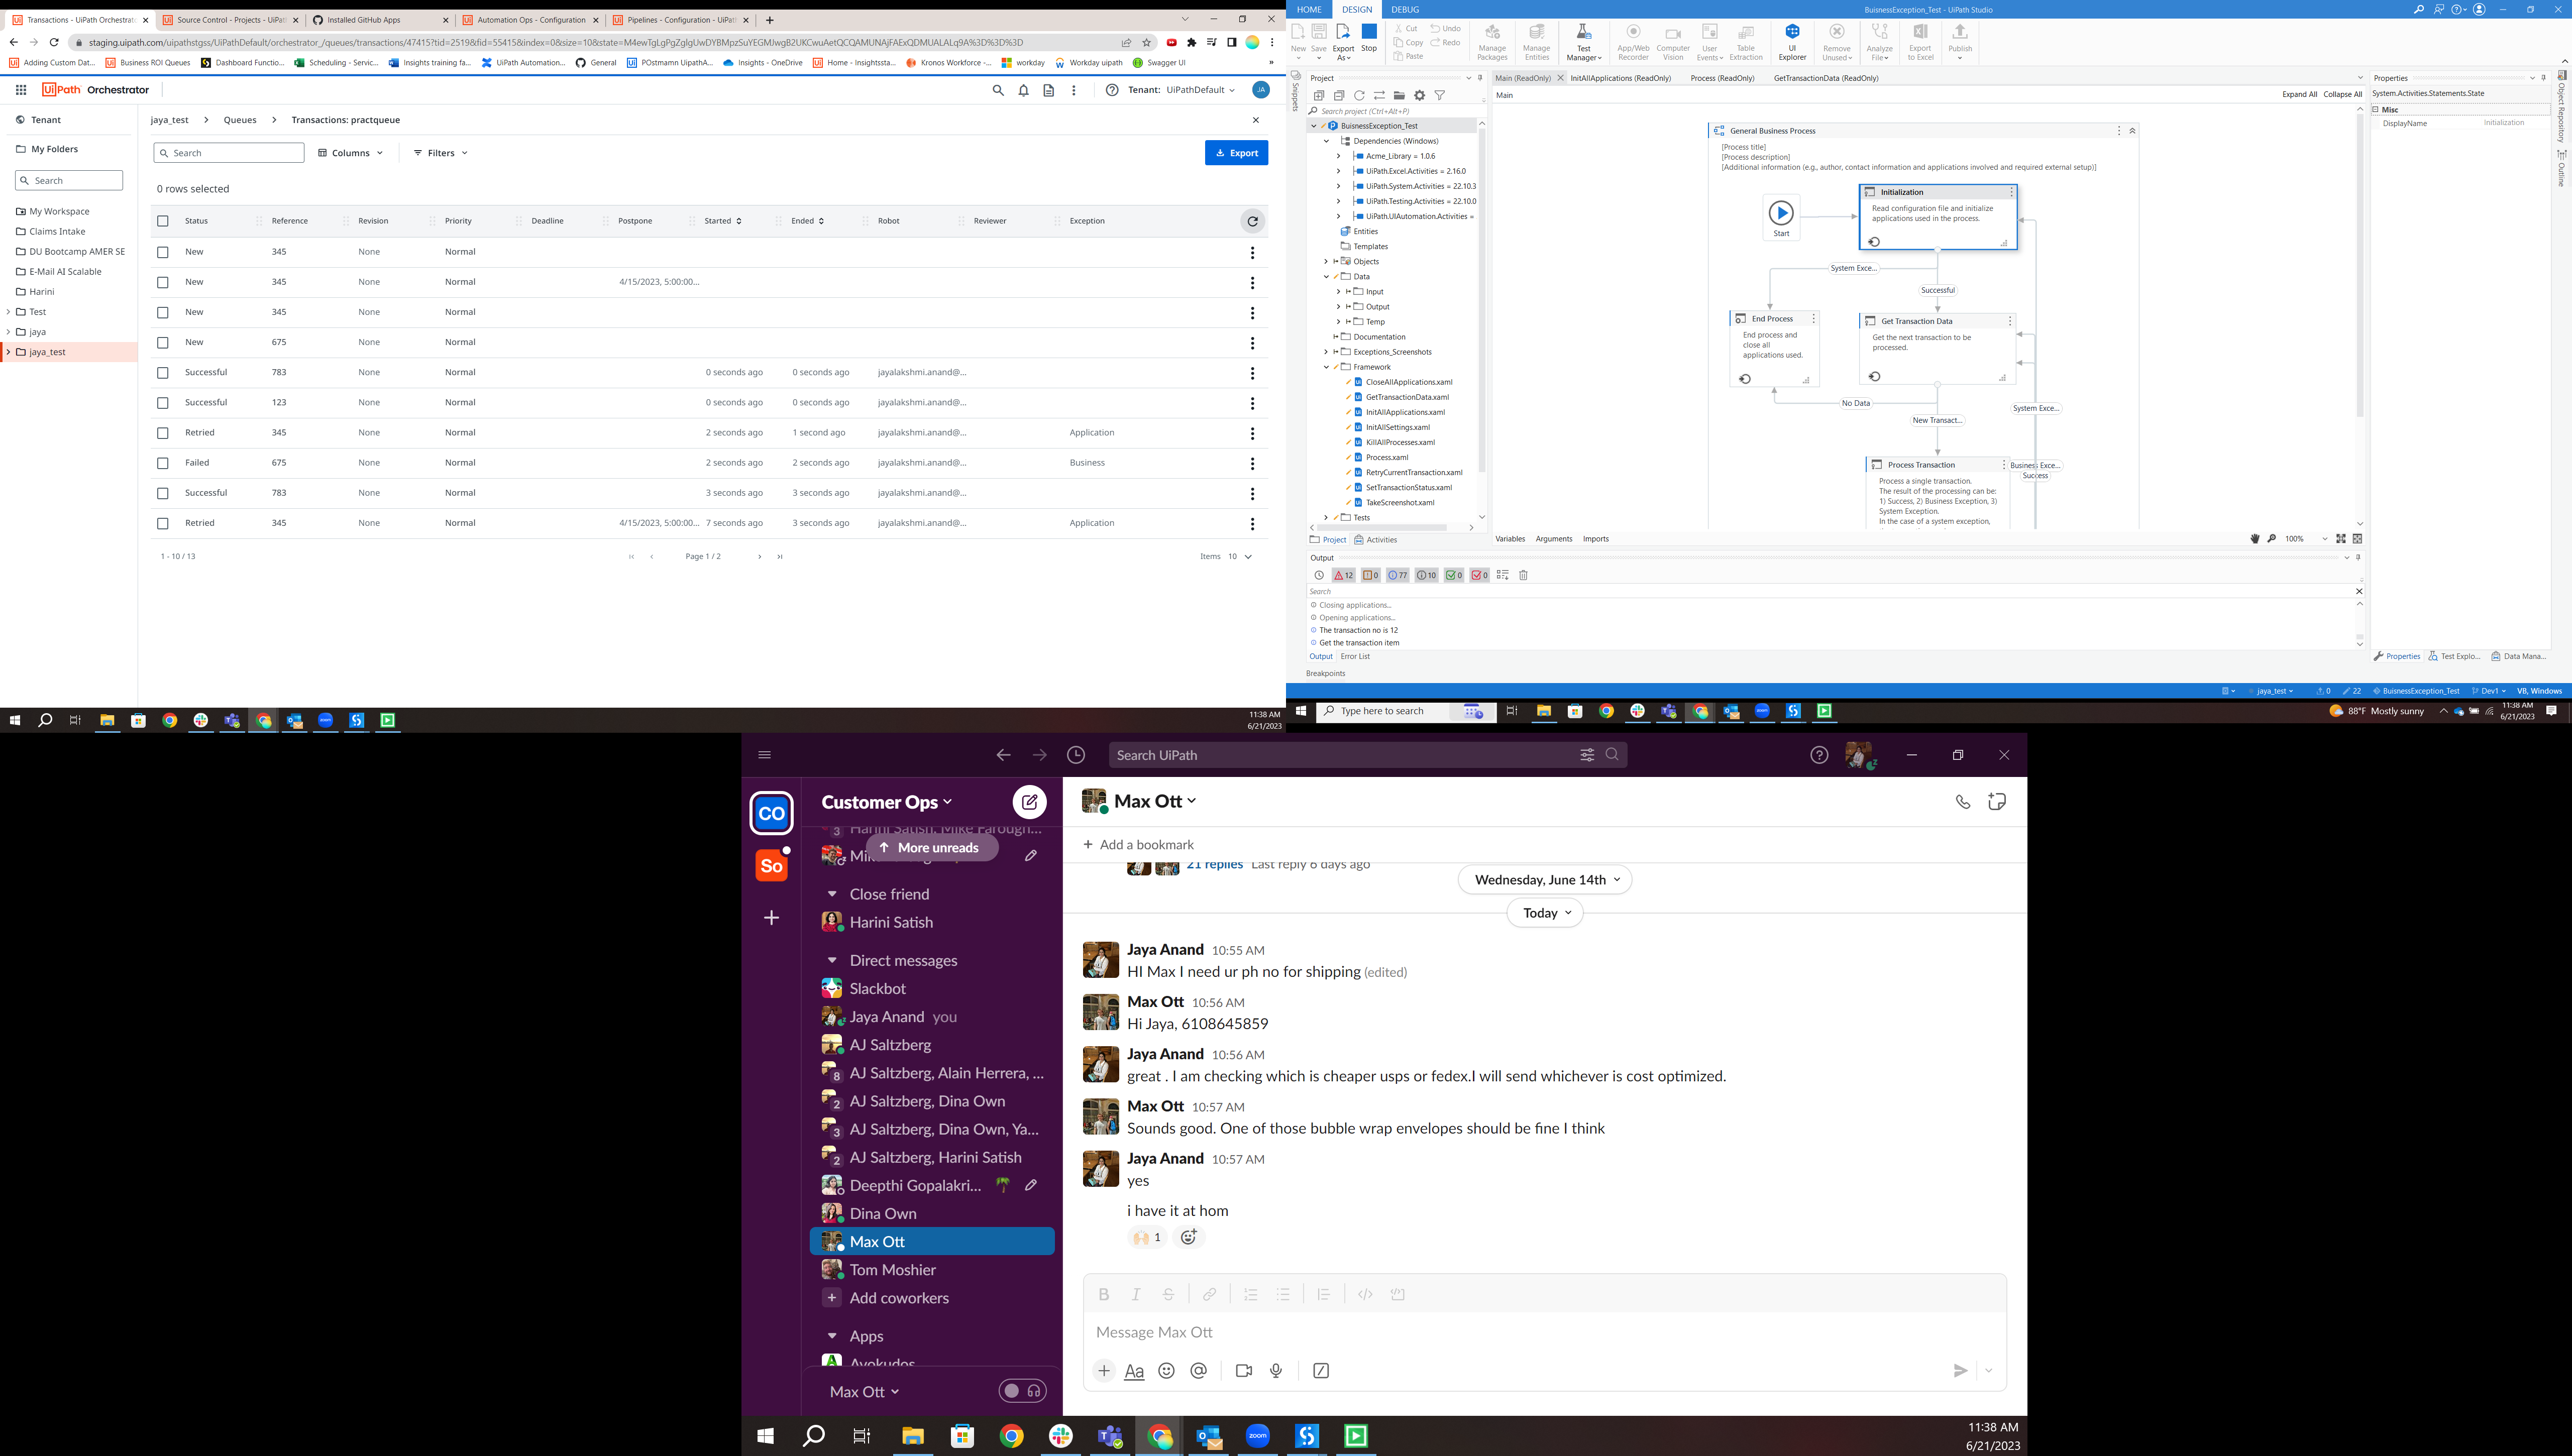 Transactions - UiPath Orchestrato
Source Control - Projects - UiPat
Installed GitHub Apps
Automation Ops - Configuration
Pipelines - Configuration - UiPath
staging.uipath.com/uipathstgss/UiPathDefault/orchestrator_/queues/transactions/47415?
Adding Custom Dat...
Business ROI Queues
Dashboard Functio...
Scheduling - Servic...
Insights training fa...
UiPath Automation...
General
POstmann UipathA...
Insights - OneDrive
Home - Insightssta...
Kronos Workforce -...
workday
Workday uipath
Swagger UI
UiPath Orchestrator
Tenant: UiPathDefault
JA
Tenant
My Folders
Search
My Workspace
Claims Intake
DU Bootcamp AMER SE
E-Mail AI Scalable
Harini
Test
jaya
jaya_test
jaya_test > Queues > Transactions: practqueue
Search
Columns
Filters
Export
0 rows selected
Status Reference Revision Priority Deadline Postpone Started Ended Robot Reviewer Exception
New 345 None Normal
New 345 None Normal 4/15/2023, 5:00:00...
New 345 None Normal
New 675 None Normal
Successful 783 None Normal 0 seconds ago 0 seconds ago jayalakshmi.anand@...
Successful 123 None Normal 0 seconds ago 0 seconds ago jayalakshmi.anand@...
Retried 345 None Normal 2 seconds ago 1 second ago jayalakshmi.anand@... Application
Failed 675 None Normal 2 seconds ago 2 seconds ago jayalakshmi.anand@... Business
Successful 783 None Normal 3 seconds ago 3 seconds ago jayalakshmi.anand@...
Retried 345 None Normal 4/15/2023, 5:00:00... 7 seconds ago 3 seconds ago jayalakshmi.anand@... Application
1 - 10 / 13
Page 1 / 2
Items 10
11:38 AM
6/21/2023
HOME DESIGN DEBUG
BuisnessException_Test - UiPath Studio
New
Save
Export As
Stop
Cut
Copy
Paste
Undo
Redo
Manage Packages
Manage Entities
Test Manager
App/Web Recorder
Computer Vision
User Events
Table Extraction
UI Explorer
Remove Unused
Analyze File
Export to Excel
Publish
Snippets
Project
Search project (Ctrl+Alt+P)
BuisnessException_Test
Dependencies (Windows)
Acme_Library = 1.0.6
UiPath.Excel.Activities = 2.16.0
UiPath.System.Activities = 22.10.3
UiPath.Testing.Activities = 22.10.0
UiPath.UIAutomation.Activities =
Entities
Templates
Objects
Data
Input
Output
Temp
Documentation
Exceptions_Screenshots
Framework
CloseAllApplications.xaml
GetTransactionData.xaml
InitAllApplications.xaml
InitAllSettings.xaml
KillAllProcesses.xaml
Process.xaml
RetryCurrentTransaction.xaml
SetTransactionStatus.xaml
TakeScreenshot.xaml
Tests
Project
Activities
Main (ReadOnly)
InitAllApplications (ReadOnly)
Process (ReadOnly)
GetTransactionData (ReadOnly)
Main
Expand All
Collapse All
General Business Process
[Process title]
[Process description]
[Additional information (e.g., author, contact information and applications involved and required external setup)]
Start
Initialization
Read configuration file and initialize
applications used in the process.
System Exce...
Successful
End Process
End process and
close all
applications used.
Get Transaction Data
Get the next transaction to be
processed.
No Data
System Exce...
New Transact...
Process Transaction
Business Exce...
Success
Process a single transaction.
The result of the processing can be:
1) Success, 2) Business Exception, 3)
System Exception.
In the case of a system exception,
Variables Arguments Imports
100%
Properties
System.Activities.Statements.State
Misc
DisplayName Initialization
Object Repository
Outline
Output
12
0
77
10
0
0
Search
Closing applications...
Opening applications...
The transaction no is 12
Get the transaction item
Output
Error List
Breakpoints
Properties
Test Explo...
Data Mana...
jaya_test
0
22
BuisnessException_Test
Dev1
VB, Windows
Type here to search
88°F Mostly sunny
11:38 AM
6/21/2023
Search UiPath
CO
So
Customer Ops
Harini Satish, Mike Farough...
More unreads
Close friend
Harini Satish
Direct messages
Slackbot
Jaya Anand you
AJ Saltzberg
8 AJ Saltzberg, Alain Herrera, ...
2 AJ Saltzberg, Dina Own
3 AJ Saltzberg, Dina Own, Ya...
2 AJ Saltzberg, Harini Satish
Deepthi Gopalakri...
Dina Own
Max Ott
Tom Moshier
Add coworkers
Apps
Avokudos
Max Ott
Max Ott
Add a bookmark
21 replies Last reply 6 days ago
Wednesday, June 14th
Today
Jaya Anand 10:55 AM
HI Max I need ur ph no for shipping (edited)
Max Ott 10:56 AM
Hi Jaya, 6108645859
Jaya Anand 10:56 AM
great . I am checking which is cheaper usps or fedex.I will send whichever is cost optimized.
Max Ott 10:57 AM
Sounds good. One of those bubble wrap envelopes should be fine I think
Jaya Anand 10:57 AM
yes
i have it at hom
1
Message Max Ott
11:38 AM
6/21/2023